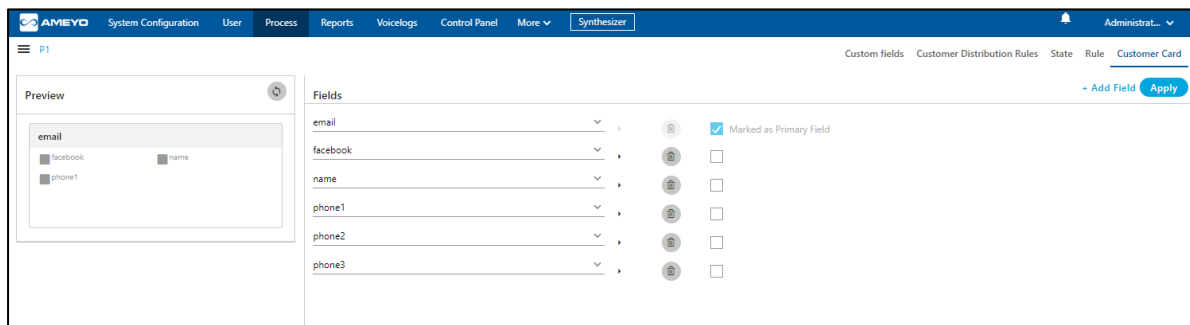 AMEYO System Configuration User Process Reports Voicelogs Control Panel More Synthesizer Administrat...
P1
Custom fields Customer Distribution Rules State Rule Customer Card
Preview
Fields
+ Add Field Apply
email
facebook name
phone1
email Marked as Primary Field
facebook
name
phone1
phone2
phone3